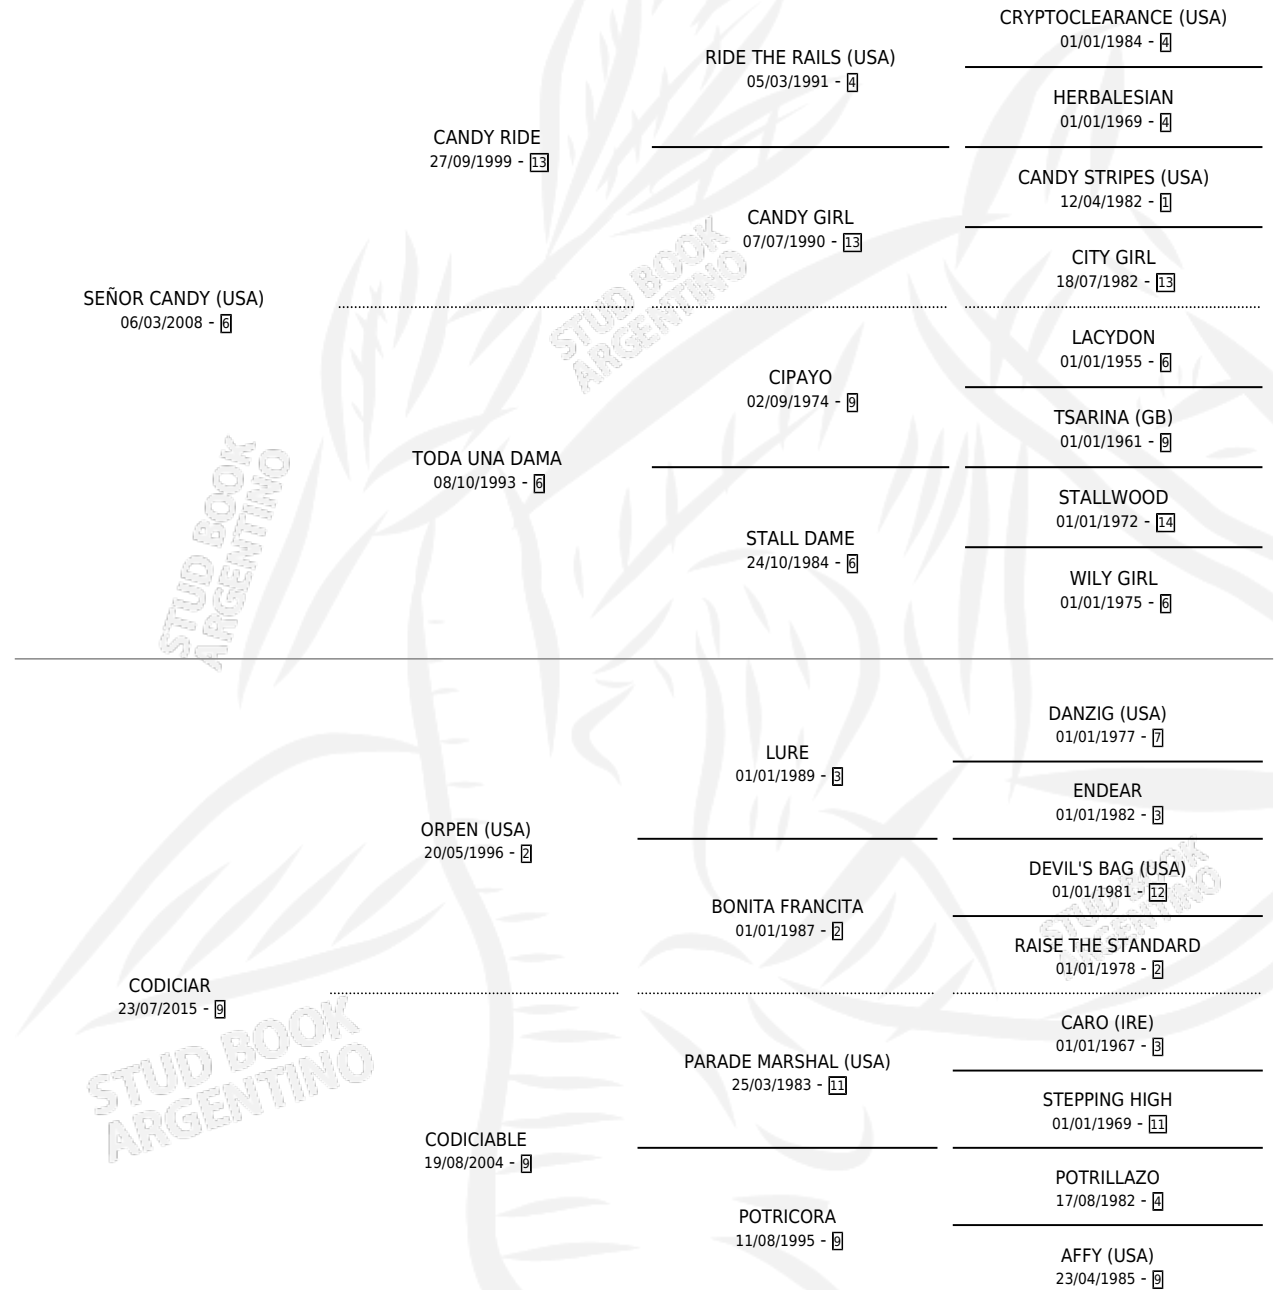 CRYPTOCLEARANCE (USA)
01/01/1984 - 4
RIDE THE RAILS (USA)
05/03/1991 - 4
HERBALESIAN
01/01/1969 - 4
CANDY RIDE
27/09/1999 - 13
CANDY STRIPES (USA)
12/04/1982 - 1
CANDY GIRL
07/07/1990 - 13
CITY GIRL
18/07/1982 - 13
SEÑOR CANDY (USA)
06/03/2008 - 6
LACYDON
01/01/1955 - 6
CIPAYO
02/09/1974 - 9
TSARINA (GB)
01/01/1961 - 9
TODA UNA DAMA
08/10/1993 - 6
STALLWOOD
01/01/1972 - 14
STALL DAME
24/10/1984 - 6
WILY GIRL
01/01/1975 - 6
STUD BOOK
ARGENTINO
STUD BOOK
ARGENTINO
DANZIG (USA)
01/01/1977 - 7
LURE
01/01/1989 - 3
ENDEAR
01/01/1982 - 3
ORPEN (USA)
20/05/1996 - 2
DEVIL'S BAG (USA)
01/01/1981 - 12
BONITA FRANCITA
01/01/1987 - 2
RAISE THE STANDARD
01/01/1978 - 2
CODICIAR
23/07/2015 - 9
CARO (IRE)
01/01/1967 - 3
PARADE MARSHAL (USA)
25/03/1983 - 11
STEPPING HIGH
01/01/1969 - 11
CODICIABLE
19/08/2004 - 9
POTRILLAZO
17/08/1982 - 4
POTRICORA
11/08/1995 - 9
AFFY (USA)
23/04/1985 - 9
STUD BOOK
ARGENTINO
STUD BOOK
ARGENTINO